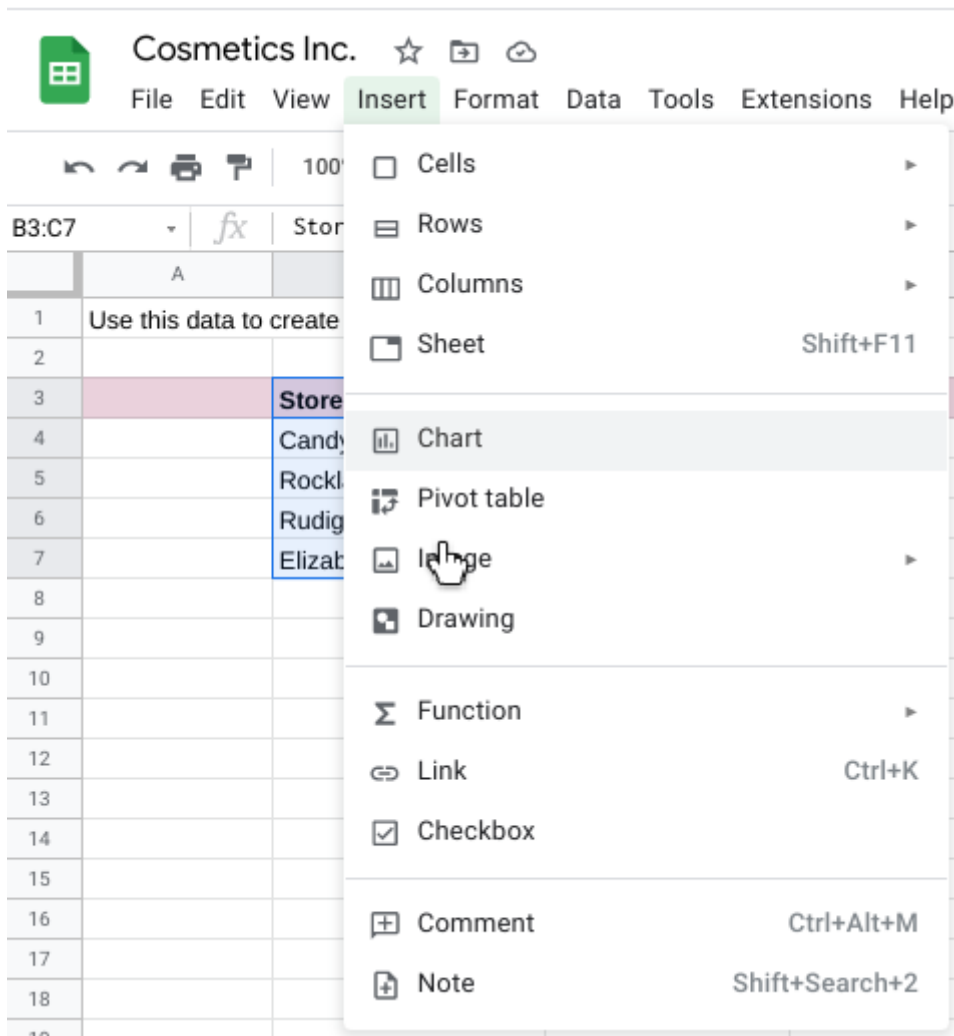 Cosmetics Inc.
File Edit View Insert Format Data Tools Extensions Help
100
Cells
B3:C7 fx Stor
Rows
A
Columns
1 Use this data to create
Sheet Shift+F11
2
3 Store
4 Candy
Chart
5 Rockl
Pivot table
6 Rudig
7 Elizab
Image
8
Drawing
9
10
11
Function
12
Link Ctrl+K
13
14
Checkbox
15
16
Comment Ctrl+Alt+M
17
18
Note Shift+Search+2